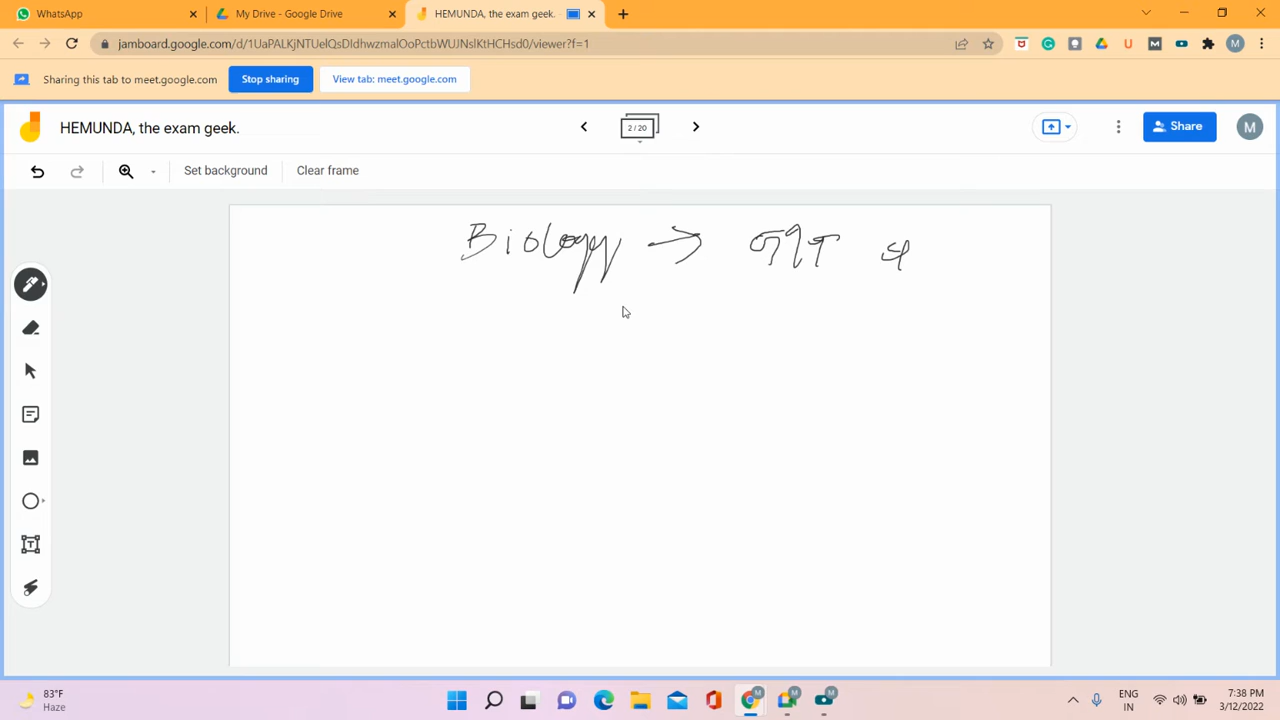 WhatsApp
My Drive - Google Drive
HEMUNDA, the exam geek.
jamboard.google.com/d/1UaPALKjNTUelQsDIdhwzmalOoPctbWUJNslKtHCHsd0/viewer?f=1
Sharing this tab to meet.google.com
Stop sharing
View tab: meet.google.com
HEMUNDA, the exam geek.
2 / 20
Share
M
Set background
Clear frame
Biology →
83°F
Haze
ENG
IN
7:38 PM
3/12/2022